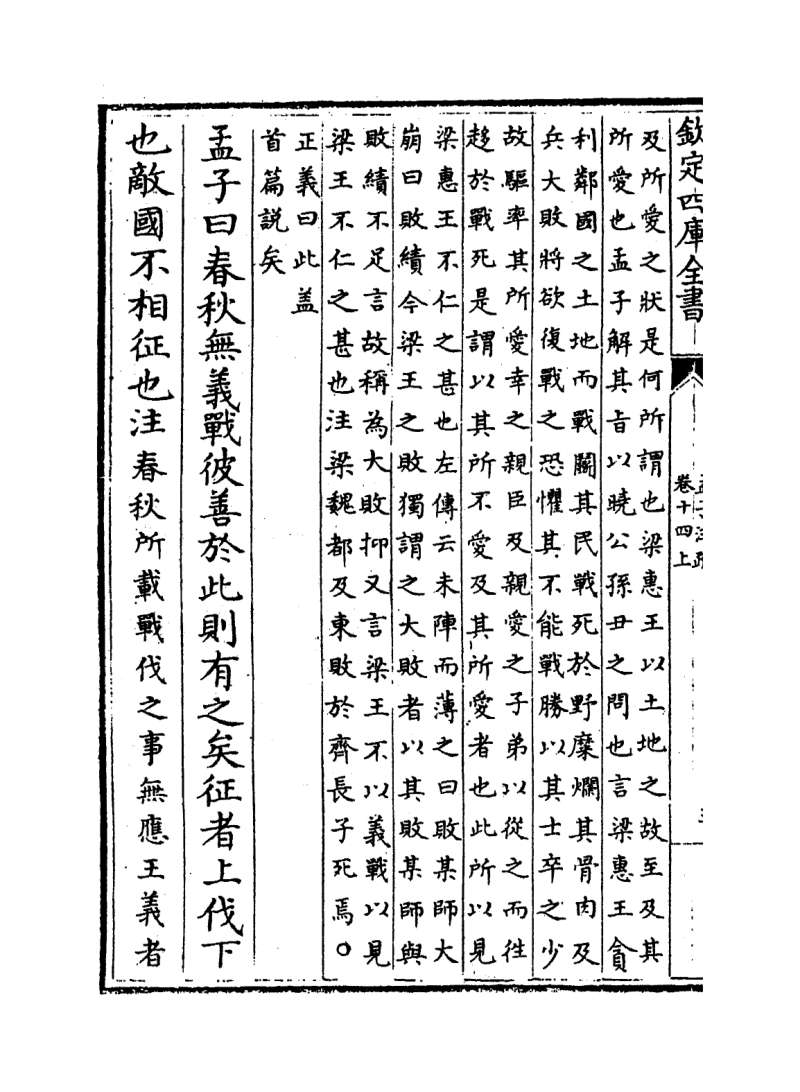 欽定四庫全書
卷十四上
及所愛之狀是何所謂也梁惠王以土地之故至及其
所愛也孟子解其旨以曉公孫丑之問也言梁惠王貪
利鄰國之土地而戰鬭其民戰死於野糜爛其骨肉及
兵大敗將欲復戰之恐懼其不能戰勝以其士卒之少
故驅率其所愛幸之親臣及親愛之子弟以從之而往
趍於戰死是謂以其所不愛及其所愛者也此所以見
梁惠王不仁之甚也左傳云未陣而薄之曰敗某師大
崩曰敗績今梁王之敗獨謂之大敗者以其敗某師與
敗績不足言故稱為大敗抑又言梁王不以義戰以見
梁王不仁之甚也注梁魏都及東敗於齊長子死焉○
正義曰此盖
首篇説矣
孟子曰春秋無義戰彼善於此則有之矣征者上伐下
也敵國不相征也注春秋所載戰伐之事無應王義者